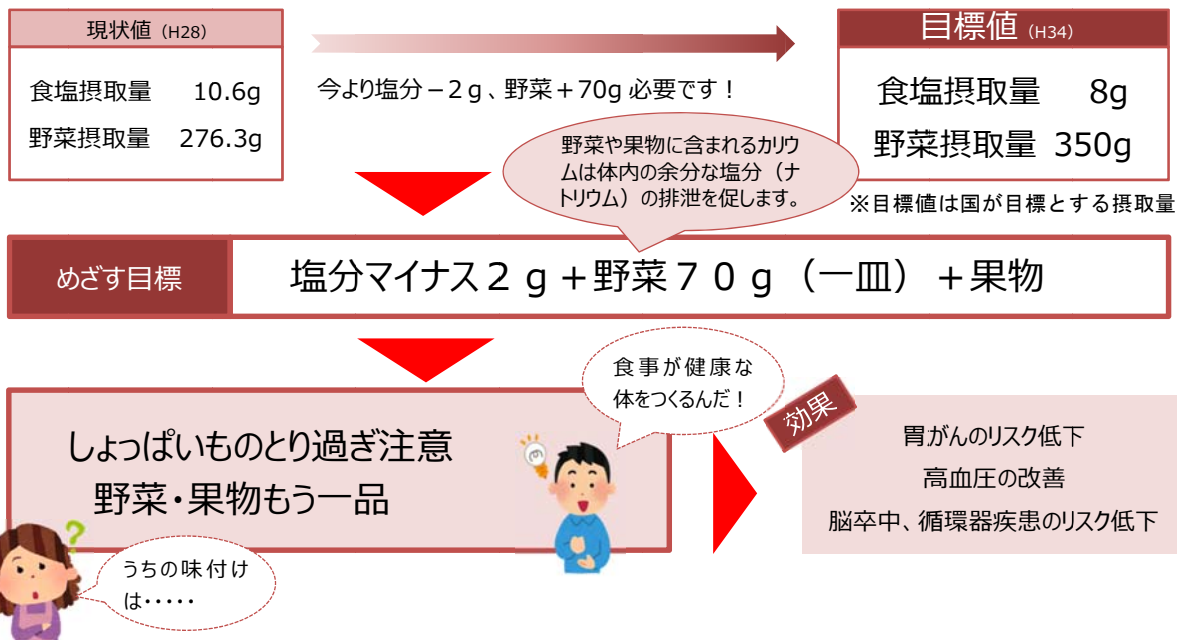 現状値（H28）
食塩摂取量 10.6g
野菜摂取量 276.3g
今より塩分－2ｇ、野菜＋70g 必要です！
目標値（H34）
食塩摂取量 8g
野菜摂取量 350g
※目標値は国が目標とする摂取量
野菜や果物に含まれるカリウ
ムは体内の余分な塩分（ナ
トリウム）の排泄を促します。
めざす目標
塩分マイナス２ｇ＋野菜７０ｇ（一皿）＋果物
食事が健康な
体をつくるんだ！
しょっぱいものとり過ぎ注意
野菜・果物もう一品
効果
胃がんのリスク低下
高血圧の改善
脳卒中、循環器疾患のリスク低下
?
うちの味付け
は・・・・・